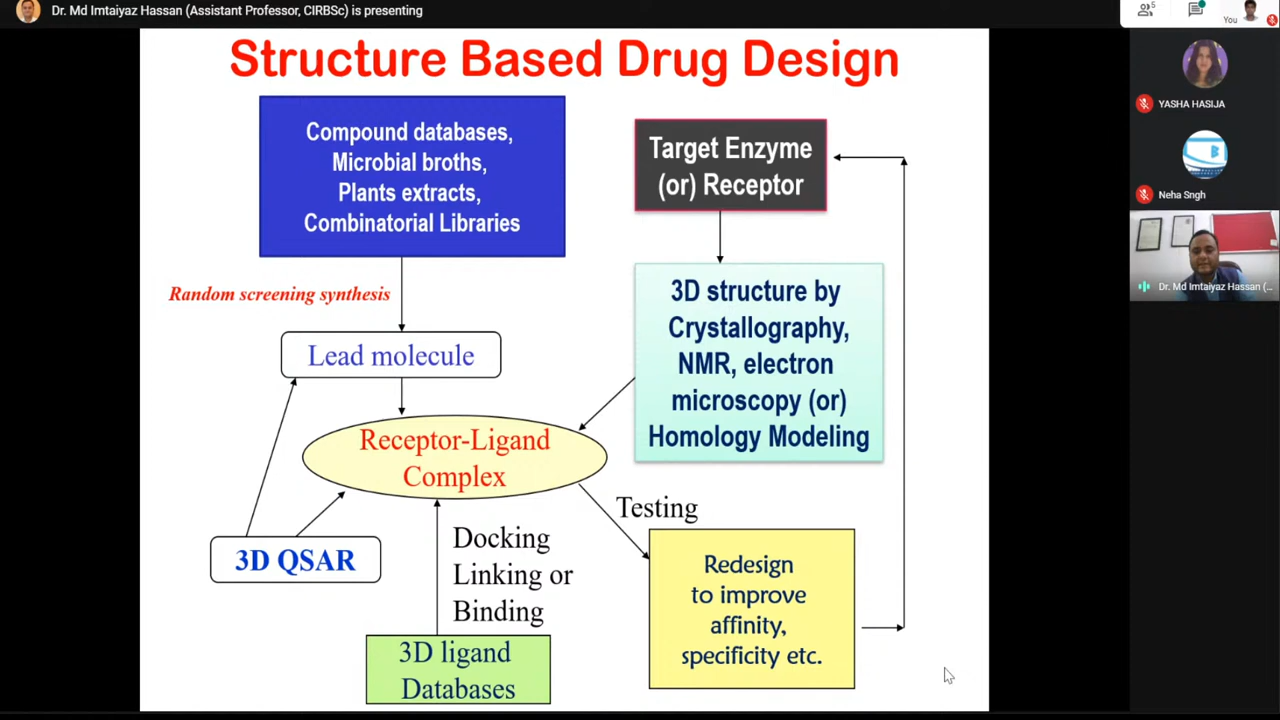 Dr. Md Imtaiyaz Hassan (Assistant Professor, CIRBSc) is presenting
5
You
Structure Based Drug Design
Compound databases,
Microbial broths,
Plants extracts,
Combinatorial Libraries
Target Enzyme
(or) Receptor
Random screening synthesis
Lead molecule
3D structure by
Crystallography,
NMR, electron
microscopy (or)
Homology Modeling
Receptor-Ligand
Complex
Testing
3D QSAR
Docking
Linking or
Binding
Redesign
to improve
affinity,
specificity etc.
3D ligand
Databases
YASHA HASIJA
B
Neha Sngh
Dr. Md Imtaiyaz Hassan (...